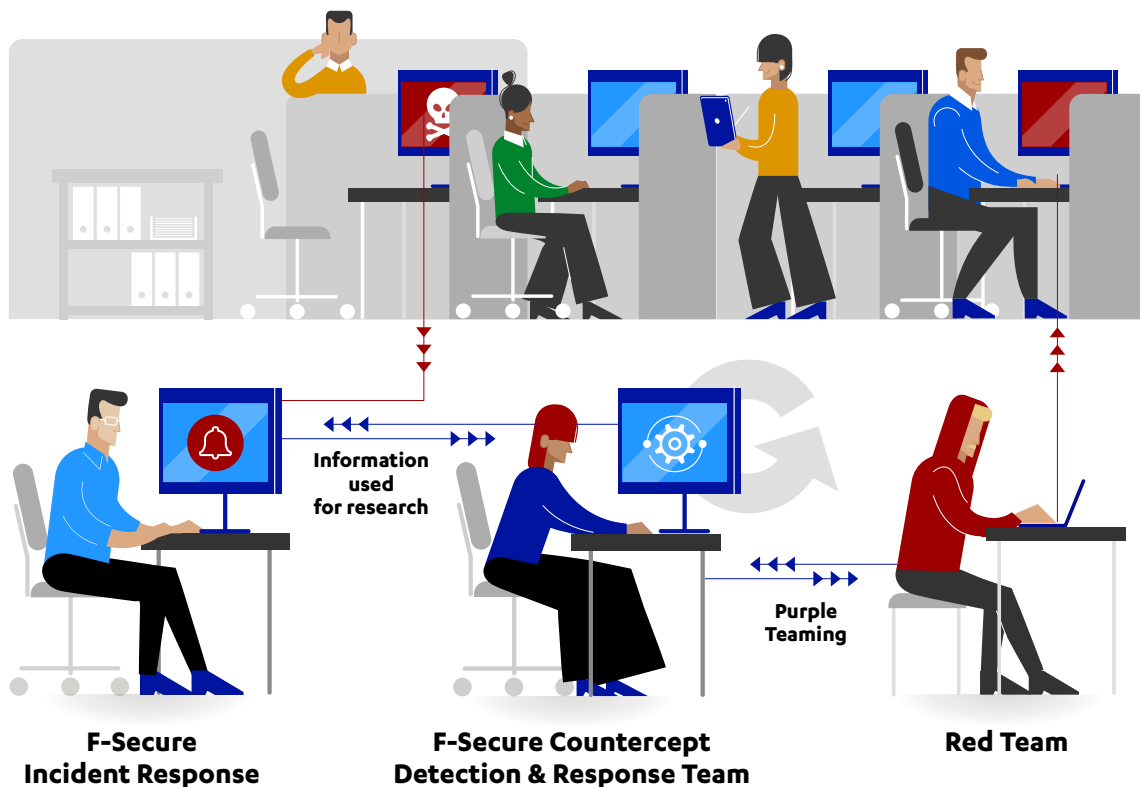 Information
used
for research
Purple
Teaming
F-Secure
Incident Response
F-Secure Countercept
Detection & Response Team
Red Team